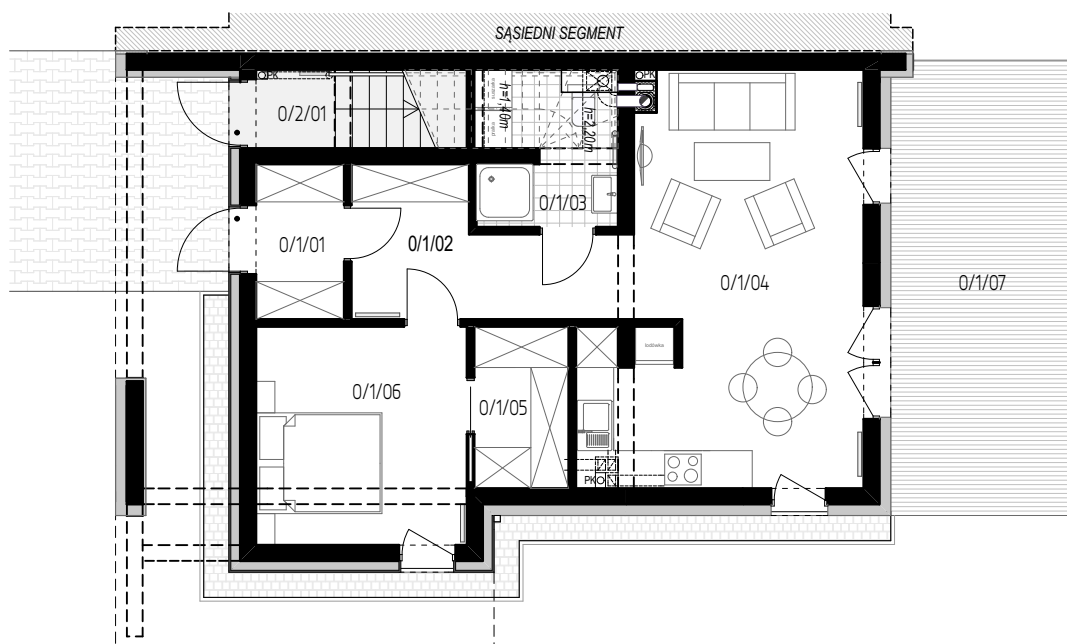 SĄSIEDNI SEGMENT
PK
PK
0/2/01
h=1,40m
h=2,20m
0/1/03
0/1/01
0/1/02
0/1/04
0/1/07
lodówka
0/1/06
0/1/05
PK